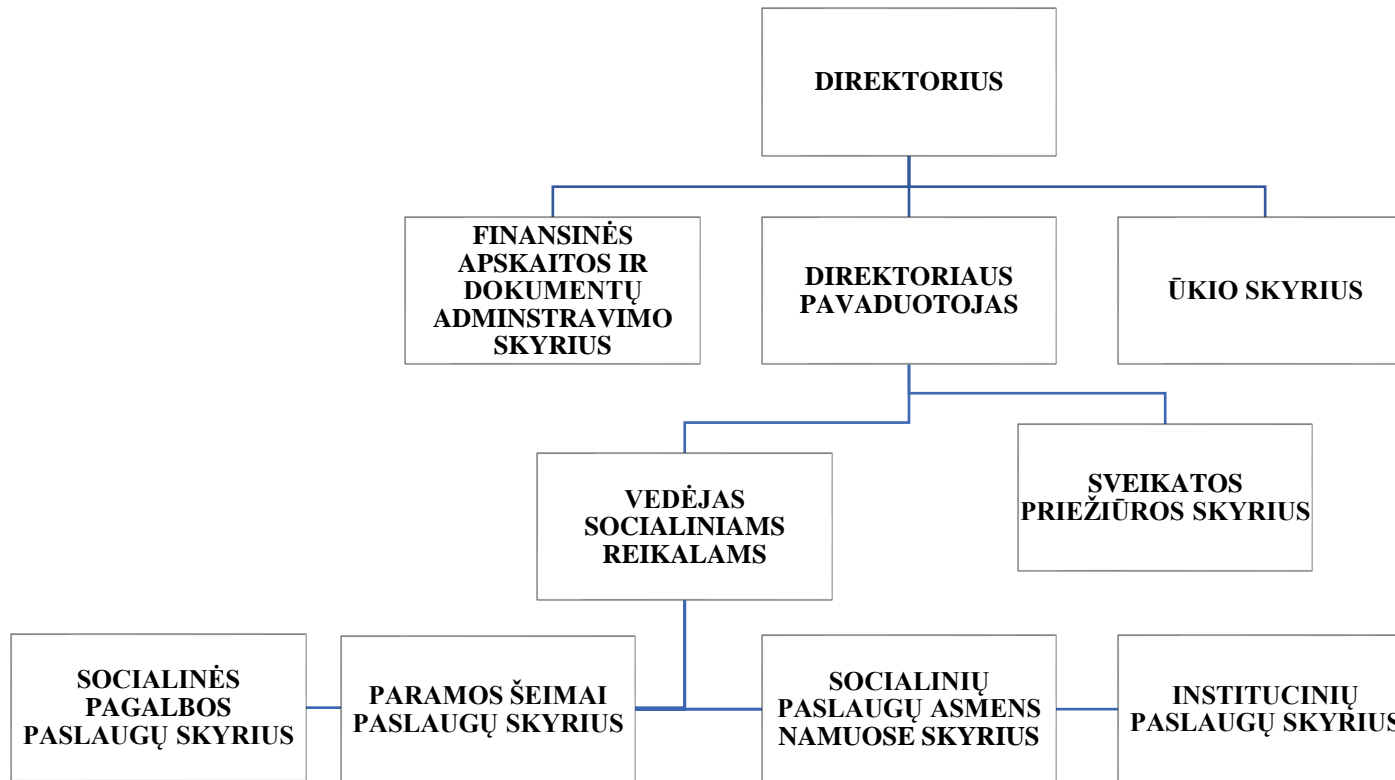 DIREKTORIUS
FINANSINĖS
APSKAITOS IR
DOKUMENTŲ
ADMINSTRAVIMO
SKYRIUS
DIREKTORIAUS
PAVADUOTOJAS
ŪKIO SKYRIUS
VEDĖJAS
SOCIALINIAMS
REIKALAMS
SVEIKATOS
PRIEŽIŪROS SKYRIUS
SOCIALINĖS
PAGALBOS
PASLAUGŲ SKYRIUS
PARAMOS ŠEIMAI
PASLAUGŲ SKYRIUS
SOCIALINIŲ
PASLAUGŲ ASMENS
NAMUOSE SKYRIUS
INSTITUCINIŲ
PASLAUGŲ SKYRIUS